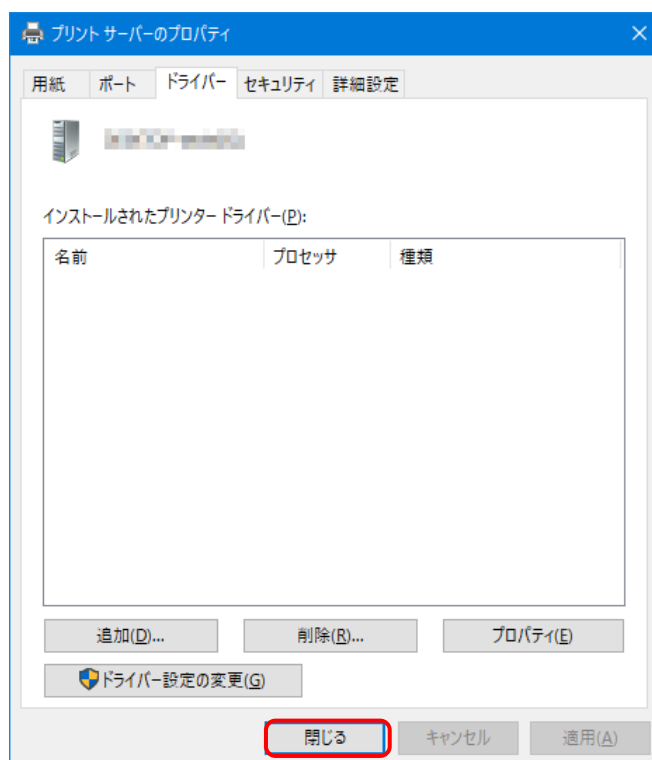 プリント サーバーのプロパティ
用紙 ポート ドライバー セキュリティ 詳細設定
インストールされたプリンター ドライバー(P):
名前 プロセッサ 種類
追加(D)... 削除(R)... プロパティ(E)
ドライバー設定の変更(G)
閉じる キャンセル 適用(A)